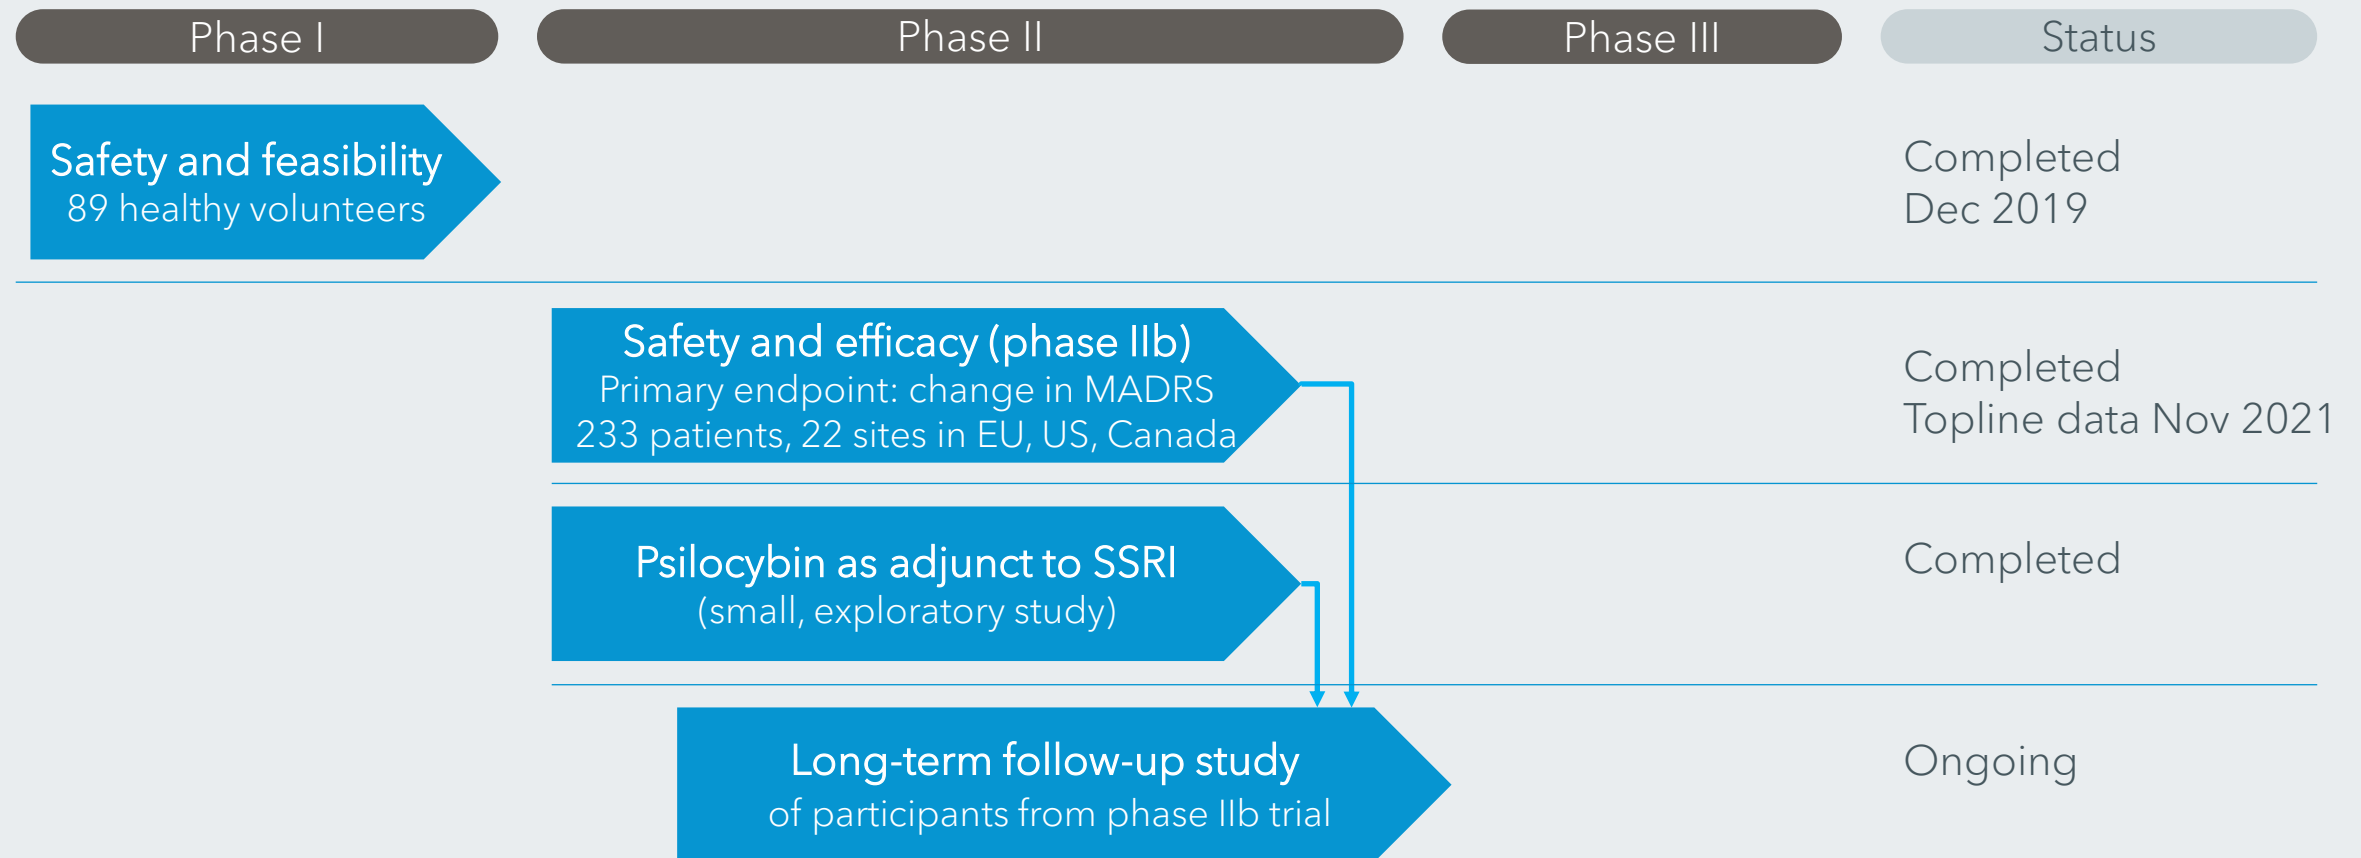 Phase I
Phase II
Phase III
Status
Safety and feasibility
89 healthy volunteers
Completed
Dec 2019
Safety and efficacy (phase IIb)
Primary endpoint: change in MADRS
233 patients, 22 sites in EU, US, Canada
Completed
Topline data Nov 2021
Psilocybin as adjunct to SSRI
(small, exploratory study)
Completed
Long-term follow-up study
of participants from phase IIb trial
Ongoing